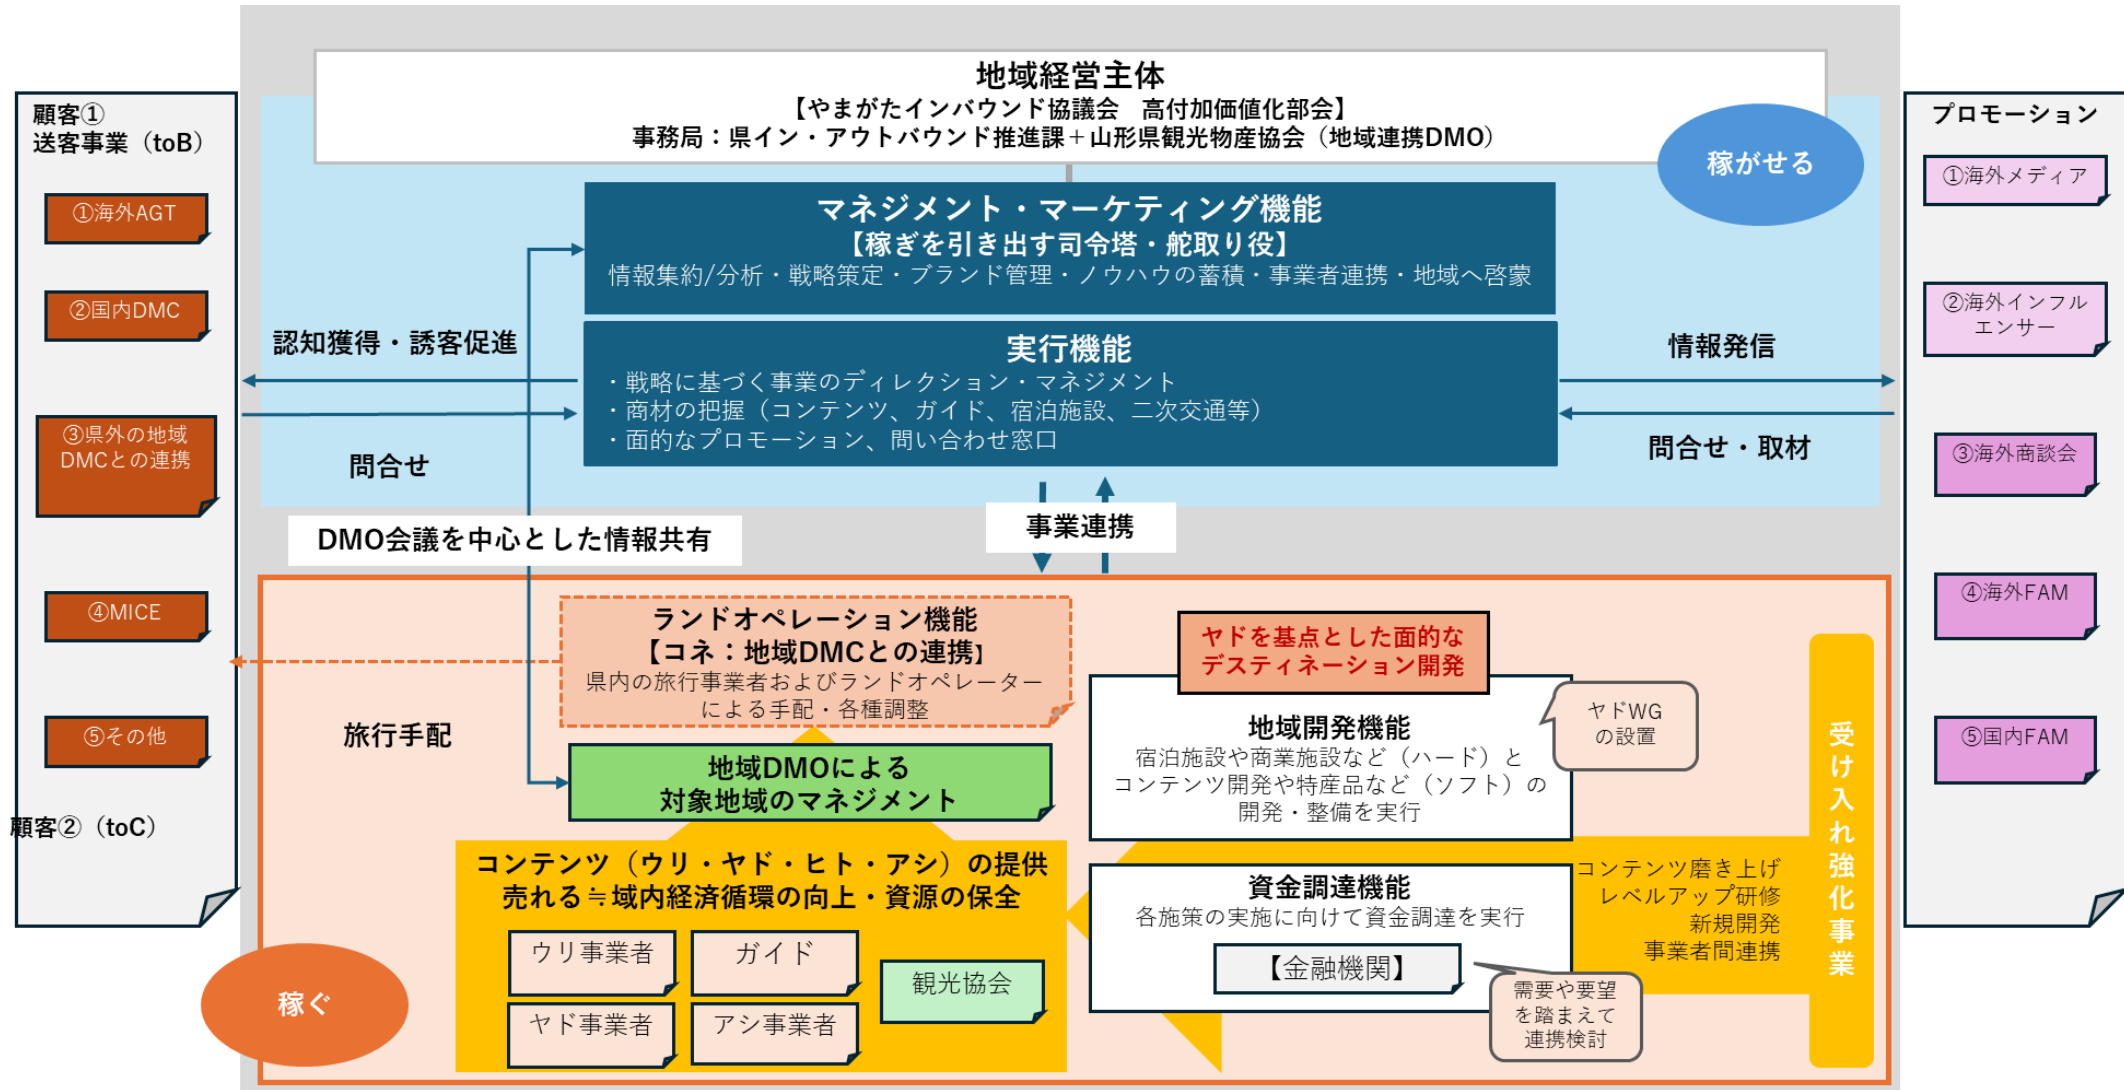 地域経営主体
【やまがたインバウンド協議会　高付加価値化部会】
事務局：県イン・アウトバウンド推進課＋山形県観光物産協会（地域連携DMO）
稼がせる
顧客①
送客事業（toB）
①海外AGT
②国内DMC
③県外の地域
DMCとの連携
④MICE
⑤その他
顧客②（toC）
マネジメント・マーケティング機能
【稼ぎを引き出す司令塔・舵取り役】
情報集約/分析・戦略策定・ブランド管理・ノウハウの蓄積・事業者連携・地域へ啓蒙
実行機能
・戦略に基づく事業のディレクション・マネジメント
・商材の把握（コンテンツ、ガイド、宿泊施設、二次交通等）
・面的なプロモーション、問い合わせ窓口
認知獲得・誘客促進
問合せ
情報発信
問合せ・取材
DMO会議を中心とした情報共有
事業連携
プロモーション
①海外メディア
②海外インフル
エンサー
③海外商談会
④海外FAM
⑤国内FAM
ランドオペレーション機能
【コネ：地域DMCとの連携】
県内の旅行事業者およびランドオペレーター
による手配・各種調整
旅行手配
地域DMOによる
対象地域のマネジメント
コンテンツ（ウリ・ヤド・ヒト・アシ）の提供
売れる≒域内経済循環の向上・資源の保全
ウリ事業者
ガイド
ヤド事業者
アシ事業者
観光協会
稼ぐ
ヤドを基点とした面的な
デスティネーション開発
地域開発機能
宿泊施設や商業施設など（ハード）と
コンテンツ開発や特産品など（ソフト）の
開発・整備を実行
ヤドWG
の設置
資金調達機能
各施策の実施に向けて資金調達を実行
【金融機関】
需要や要望
を踏まえて
連携検討
コンテンツ磨き上げ
レベルアップ研修
新規開発
事業者間連携
受け入れ強化事業